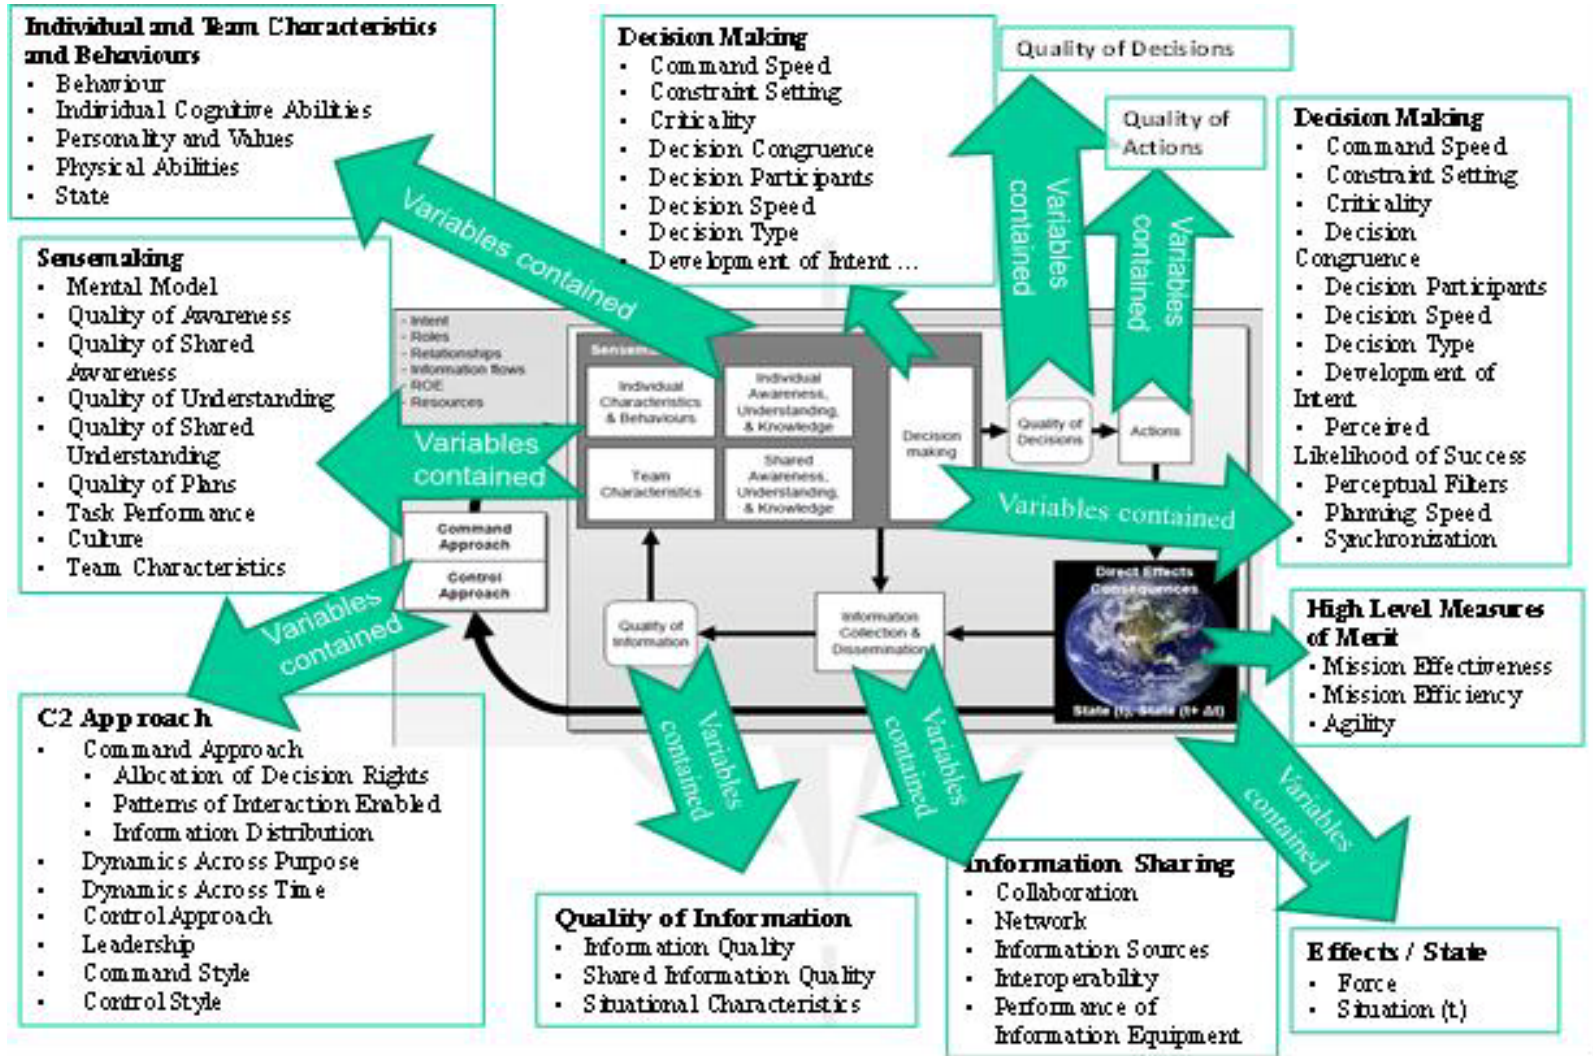 Individual and Team Characteristics
and Behaviours
• Behaviour
• Individual Cognitive Abilities
• Personality and Values
• Physical Abilities
• State
Decision Making
• Command Speed
• Constraint Setting
• Criticality
• Decision Congruence
• Decision Participants
• Decision Speed
• Decision Type
• Development of Intent ...
Quality of Decisions
Quality of
Actions
Decision Making
• Command Speed
• Constraint Setting
• Criticality
• Decision
Congruence
• Decision Participants
• Decision Speed
• Decision Type
• Development of
Intent
• Perceived
Likelihood of Success
• Perceptual Filters
• Planning Speed
• Synchronization
Sensemaking
• Mental Model
• Quality of Awareness
• Quality of Shared
Awareness
• Quality of Understanding
• Quality of Shared
Understanding
• Quality of Plans
• Task Performance
• Culture
• Team Characteristics
Variables contained
Variables
contained
Variables
contained
Variables
contained
Variables contained
Variables
contained
Variables
contained
Variables
contained
Variables
contained
- Intent
- Roles
- Relationships
- Information flows
- ROE
- Resources
Individual
Characteristics
& Behaviours
Individual
Awareness,
Understanding,
& Knowledge
Team
Characteristics
Shared
Awareness,
Understanding,
& Knowledge
Decision
making
Quality of
Decisions
Actions
Command
Approach
Control
Approach
Quality of
Information
Information
Collection &
Dissemination
Direct Effects
Consequences
State (t), State (t+ Δt)
High Level Measures
of Merit
• Mission Effectiveness
• Mission Efficiency
• Agility
C2 Approach
• Command Approach
• Allocation of Decision Rights
• Patterns of Interaction Enabled
• Information Distribution
• Dynamics Across Purpose
• Dynamics Across Time
• Control Approach
• Leadership
• Command Style
• Control Style
Quality of Information
• Information Quality
• Shared Information Quality
• Situational Characteristics
Information Sharing
• Collaboration
• Network
• Information Sources
• Interoperability
• Performance of
Information Equipment
Effects / State
• Force
• Situation (t)